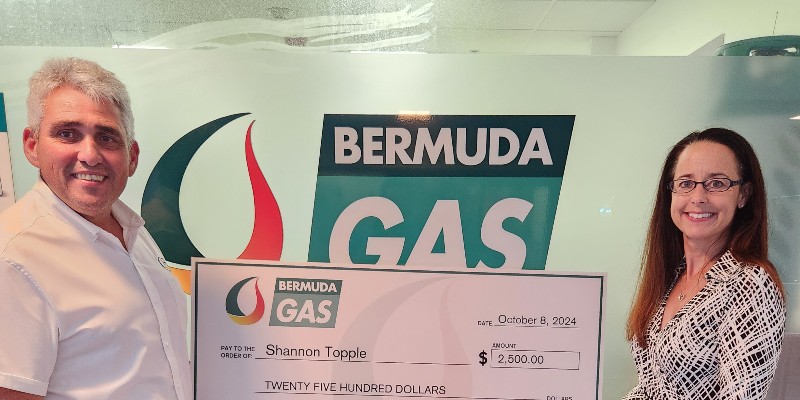 BERMUDA
GAS
BERMUDA
GAS
DATE October 8, 2024
PAY TO THE
ORDER OF: Shannon Topple
AMOUNT
$ 2,500.00
TWENTY FIVE HUNDRED DOLLARS
DOLLARS